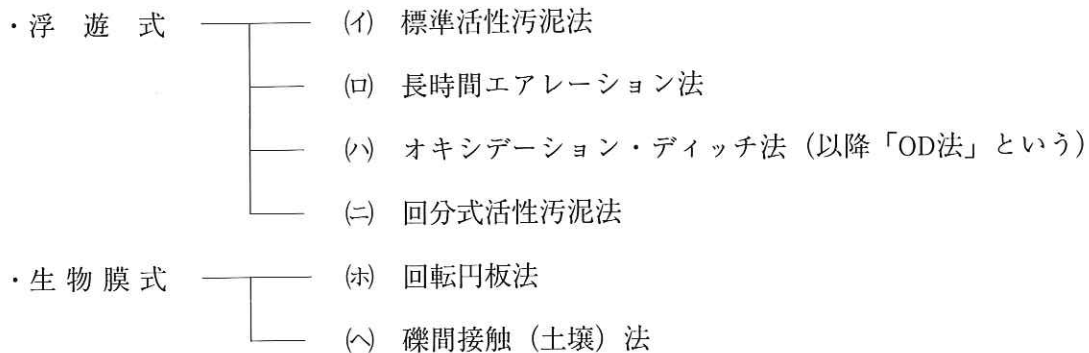 ・浮遊式 (イ) 標準活性汚泥法
(ロ) 長時間エアレーション法
(ハ) オキシデーション・ディッチ法（以降「OD法」という）
(ニ) 回分式活性汚泥法
・生物膜式 (ホ) 回転円板法
(ヘ) 礫間接触（土壌）法